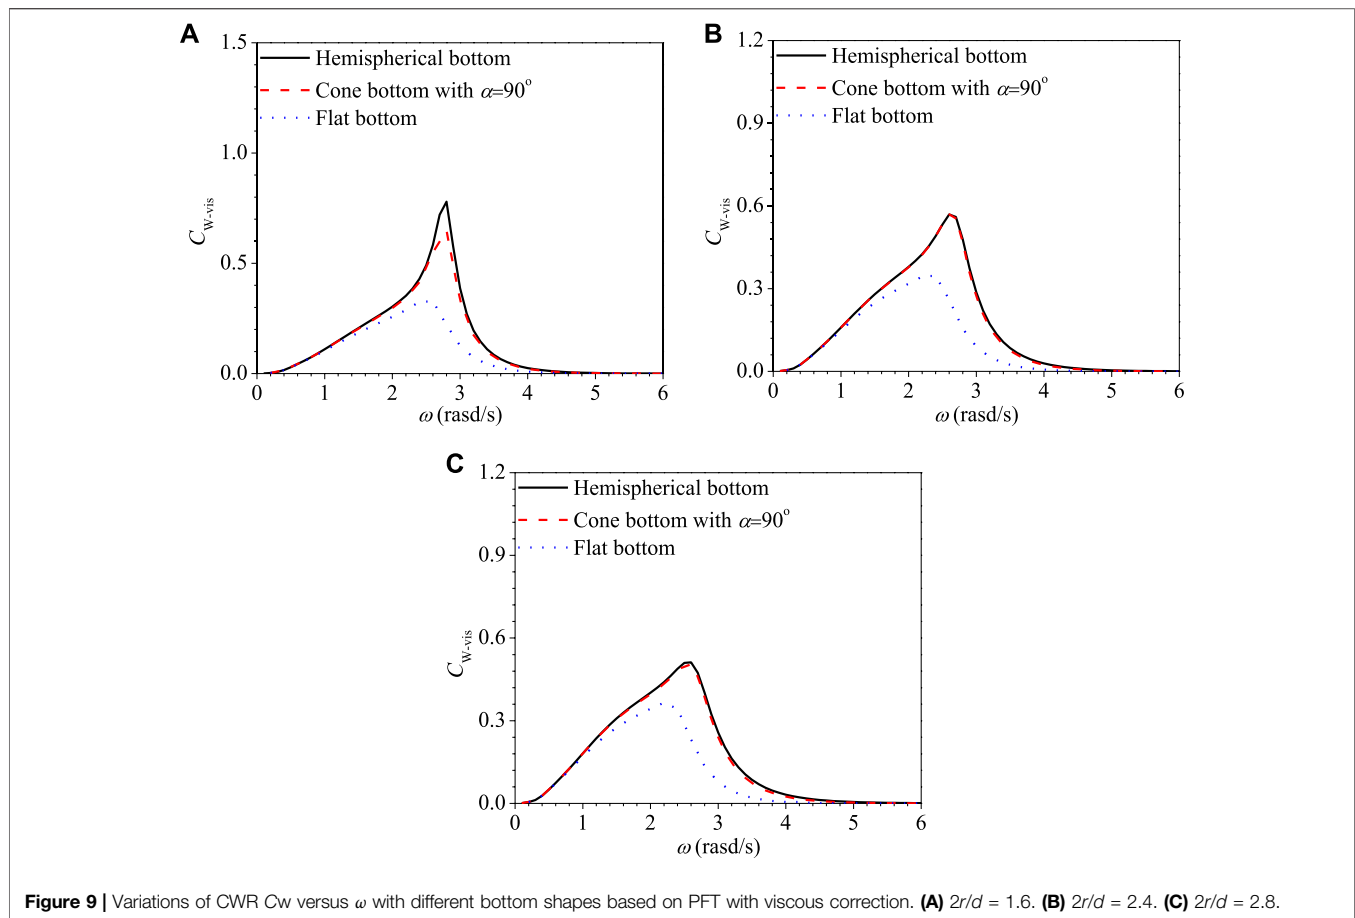 A
1.5
1.0
0.5
0.0
C W-vis
Hemispherical bottom
Cone bottom with α=90°
Flat bottom
0 1 2 3 4 5 6
ω (rasd/s)
B
1.2
0.9
0.6
0.3
0.0
C W-vis
Hemispherical bottom
Cone bottom with α=90°
Flat bottom
0 1 2 3 4 5 6
ω (rasd/s)
C
1.2
0.9
0.6
0.3
0.0
C W-vis
Hemispherical bottom
Cone bottom with α=90°
Flat bottom
0 1 2 3 4 5 6
ω (rasd/s)
Figure 9 | Variations of CWR Cw versus ω with different bottom shapes based on PFT with viscous correction. (A) 2r/d = 1.6. (B) 2r/d = 2.4. (C) 2r/d = 2.8.